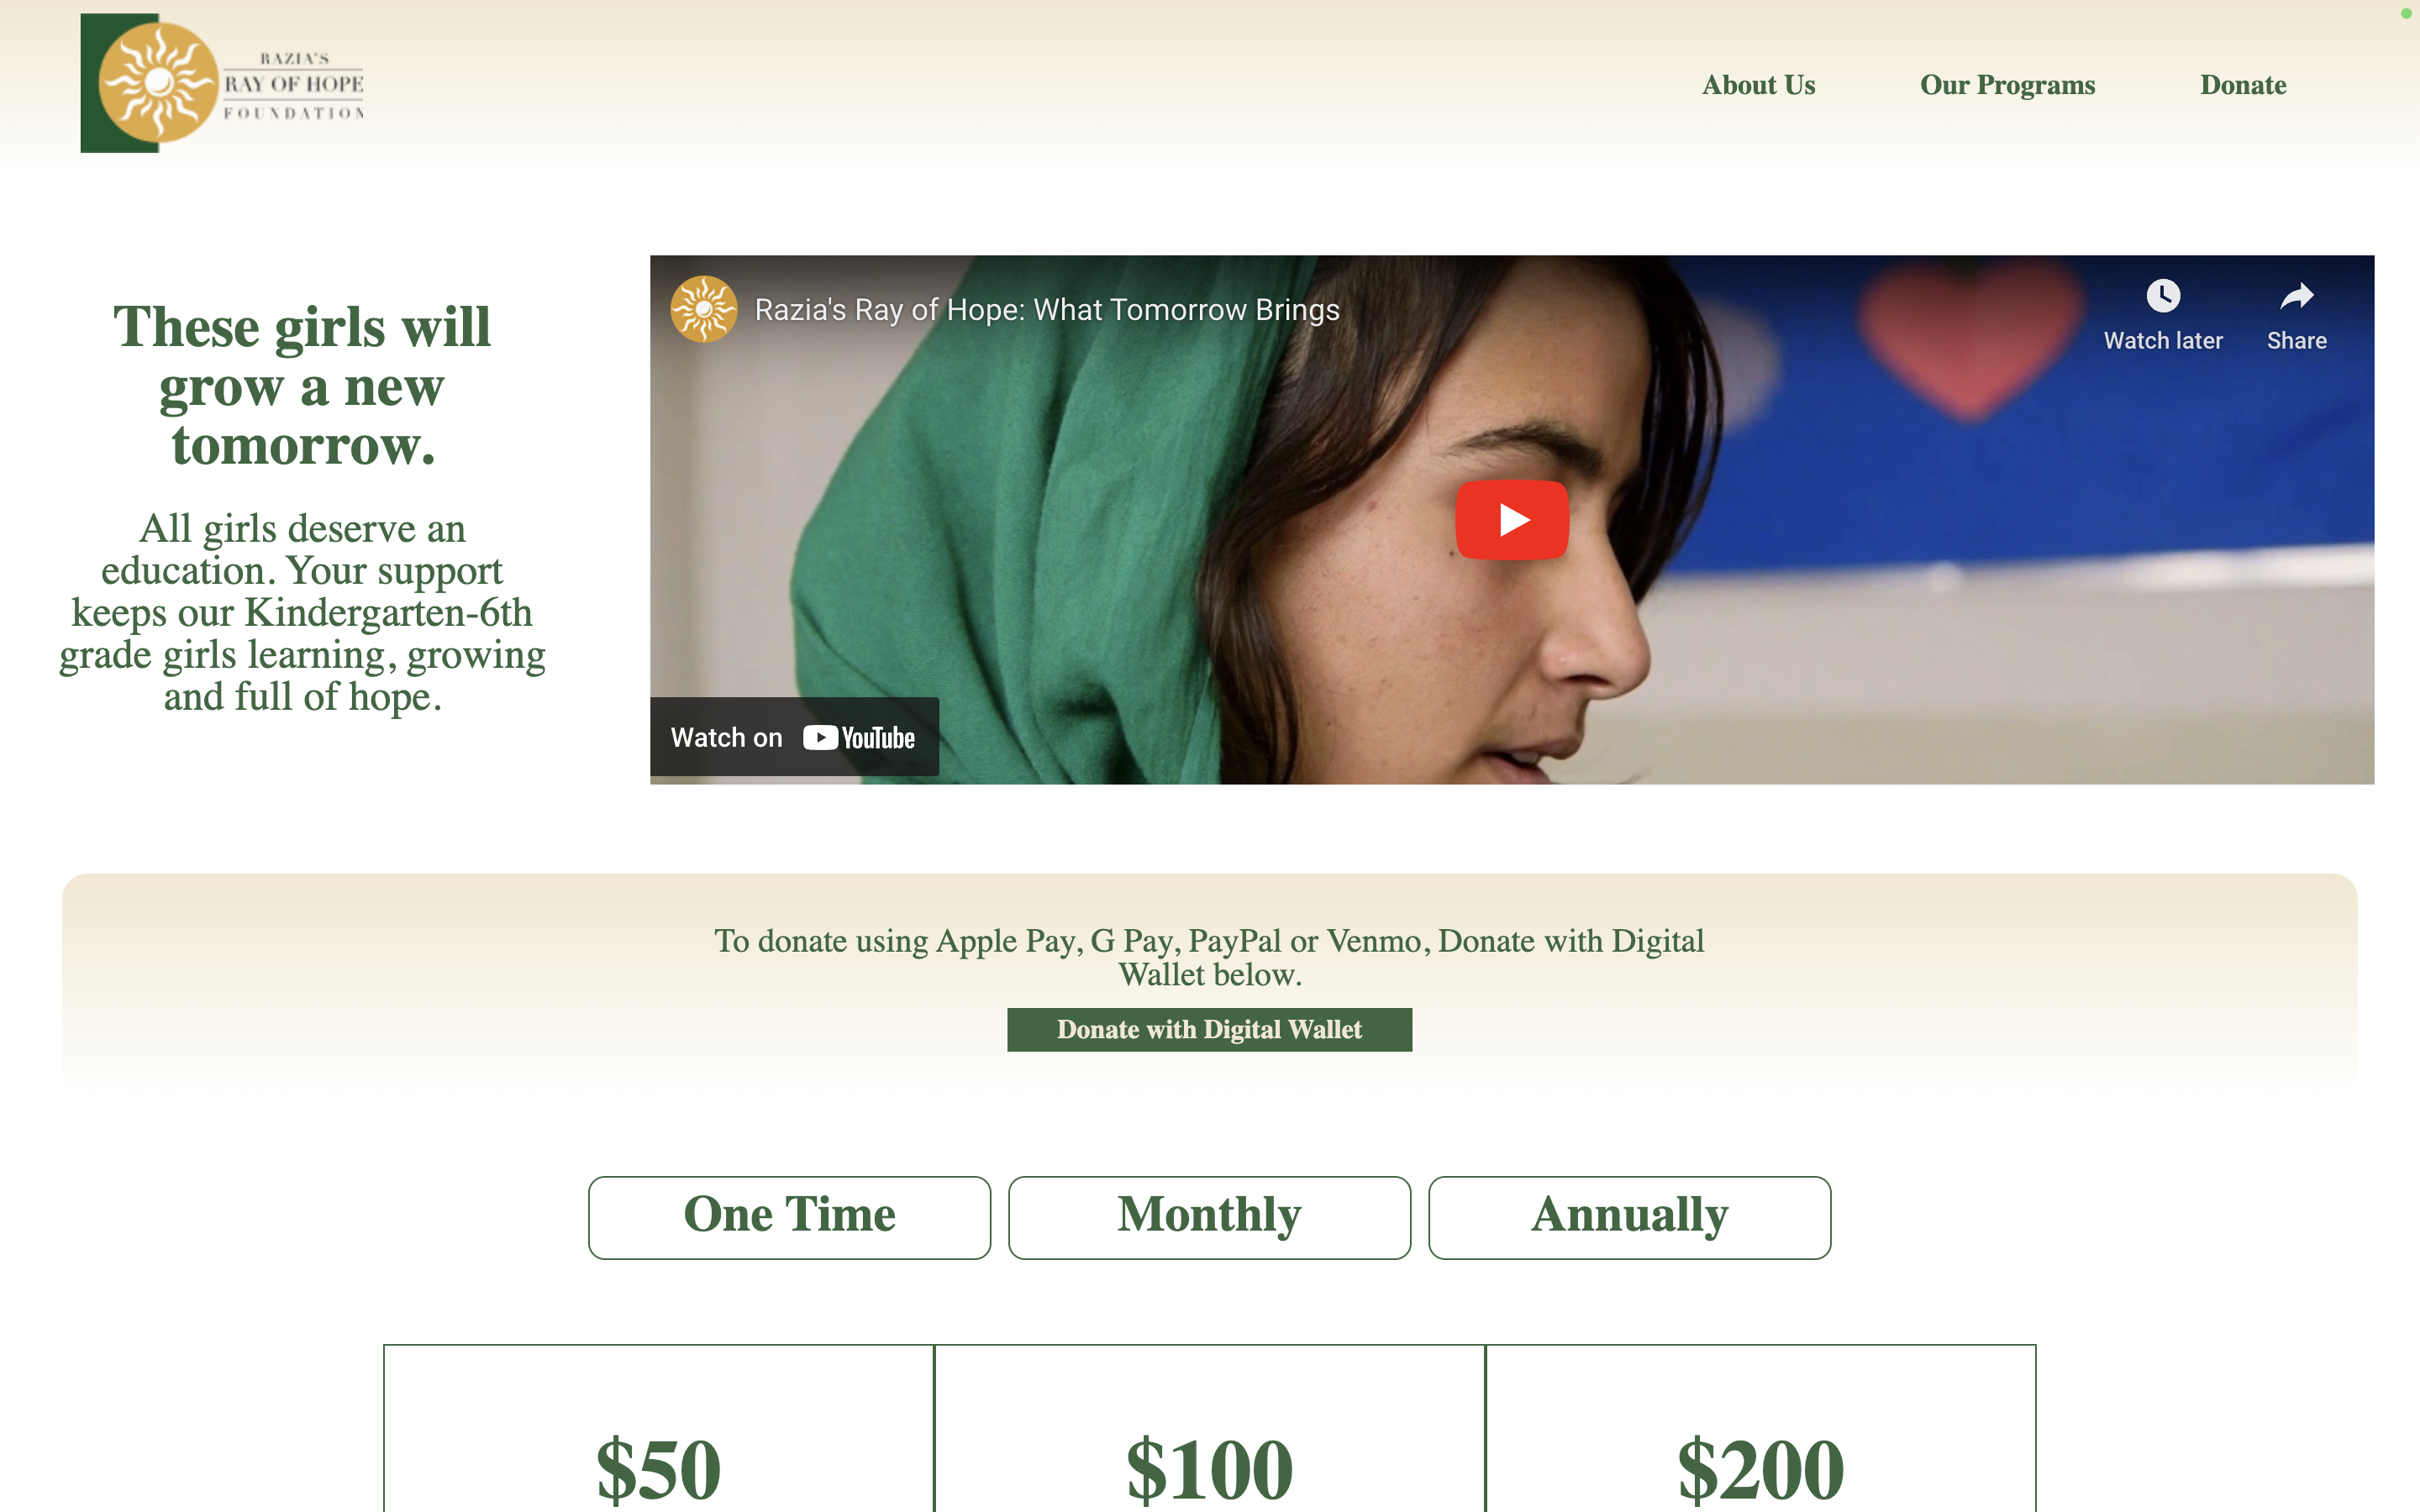 RAZIA'S
RAY OF HOPE
FOUNDATION
About Us
Our Programs
Donate
These girls will
grow a new
tomorrow.
All girls deserve an
education. Your support
keeps our Kindergarten-6th
grade girls learning, growing
and full of hope.
Razia's Ray of Hope: What Tomorrow Brings
Watch later
Share
Watch on YouTube
To donate using Apple Pay, G Pay, PayPal or Venmo, Donate with Digital
Wallet below.
Donate with Digital Wallet
One Time
Monthly
Annually
$50
$100
$200